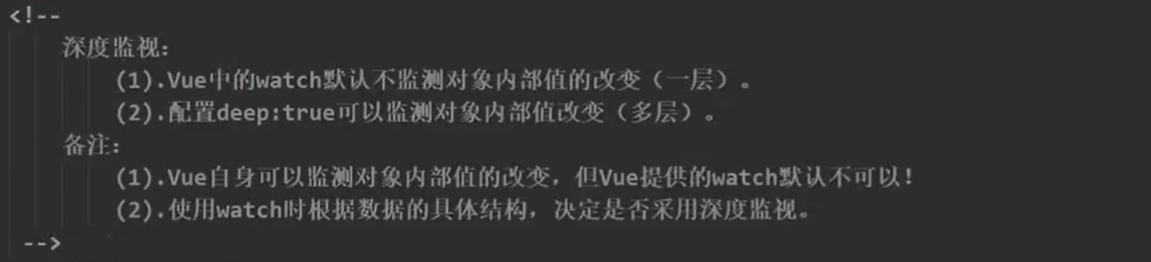 <!--
深度监视：
(1).Vue中的watch默认不监测对象内部值的改变（一层）。
(2).配置deep:true可以监测对象内部值改变（多层）。
备注：
(1).Vue自身可以监测对象内部值的改变，但Vue提供的watch默认不可以！
(2).使用watch时根据数据的具体结构，决定是否采用深度监视。
-->